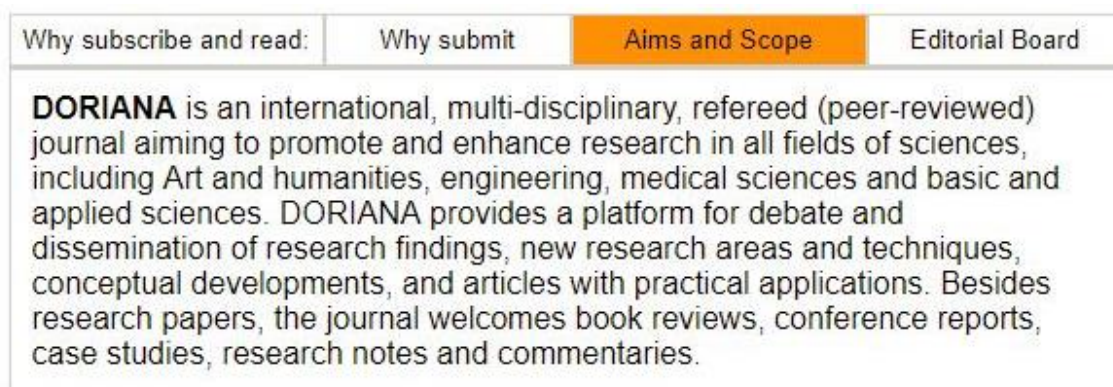 Why subscribe and read: Why submit Aims and Scope Editorial Board
DORIANA is an international, multi-disciplinary, refereed (peer-reviewed)
journal aiming to promote and enhance research in all fields of sciences,
including Art and humanities, engineering, medical sciences and basic and
applied sciences. DORIANA provides a platform for debate and
dissemination of research findings, new research areas and techniques,
conceptual developments, and articles with practical applications. Besides
research papers, the journal welcomes book reviews, conference reports,
case studies, research notes and commentaries.